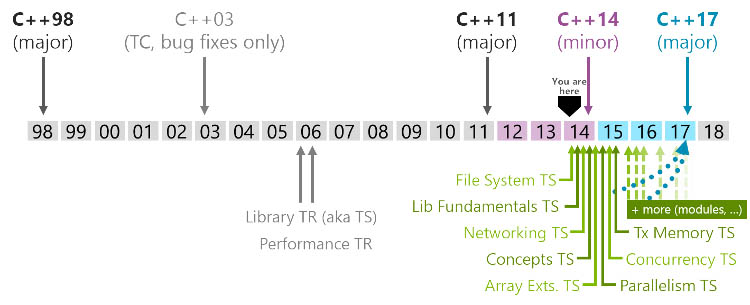 C++98
(major)
C++03
(TC, bug fixes only)
C++11
(major)
C++14
(minor)
C++17
(major)
You are
here
98 99 00 01 02 03 04 05 06 07 08 09 10 11 12 13 14 15 16 17 18
File System TS
Lib Fundamentals TS
+ more (modules, ...)
Library TR (aka TS)
Networking TS
Tx Memory TS
Performance TR
Concepts TS
Concurrency TS
Array Exts. TS
Parallelism TS